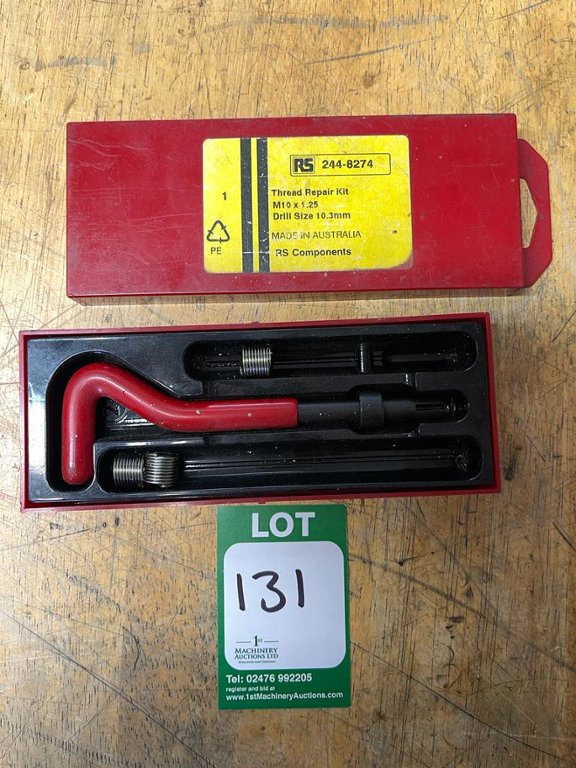 RS 244-8274
1
Thread Repair Kit
M10 x 1.25
Drill Size 10.3mm
PE
MADE IN AUSTRALIA
RS Components
LOT
131
1ST
MACHINERY
AUCTIONS LTD
Tel: 02476 992205
register and bid at
www.1stMachineryAuctions.com